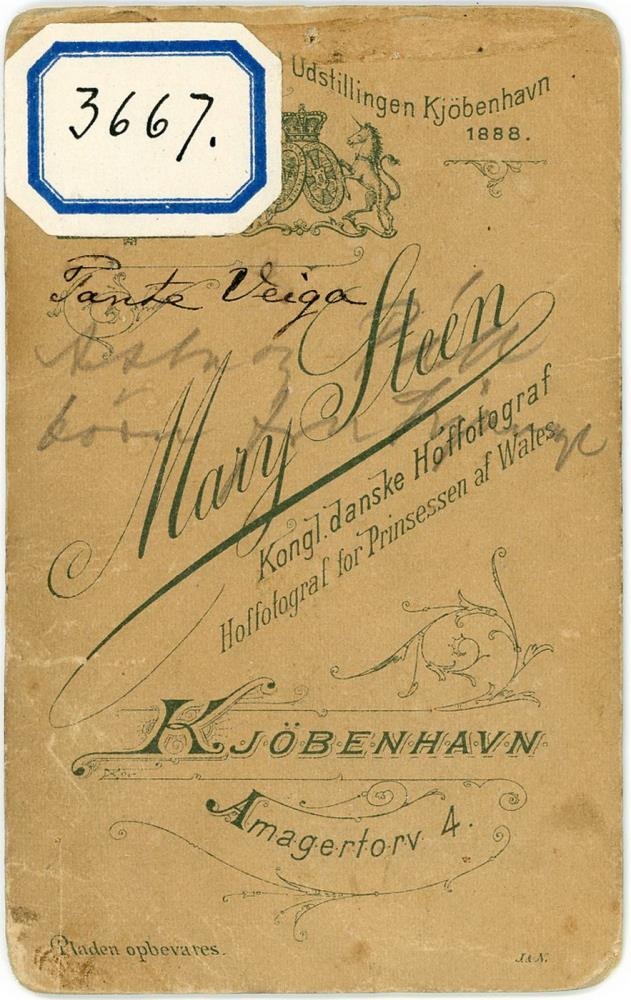 3667.
Udstillingen Kjöbenhavn
1888.
Tante Veiga
börn
Mary Steen
Kongl. danske Hoffotograf
Hoffotograf for Prinsessen af Wales
KJÖBENHAVN
Amagertorv 4.
Pladen opbevares.
J.&N.